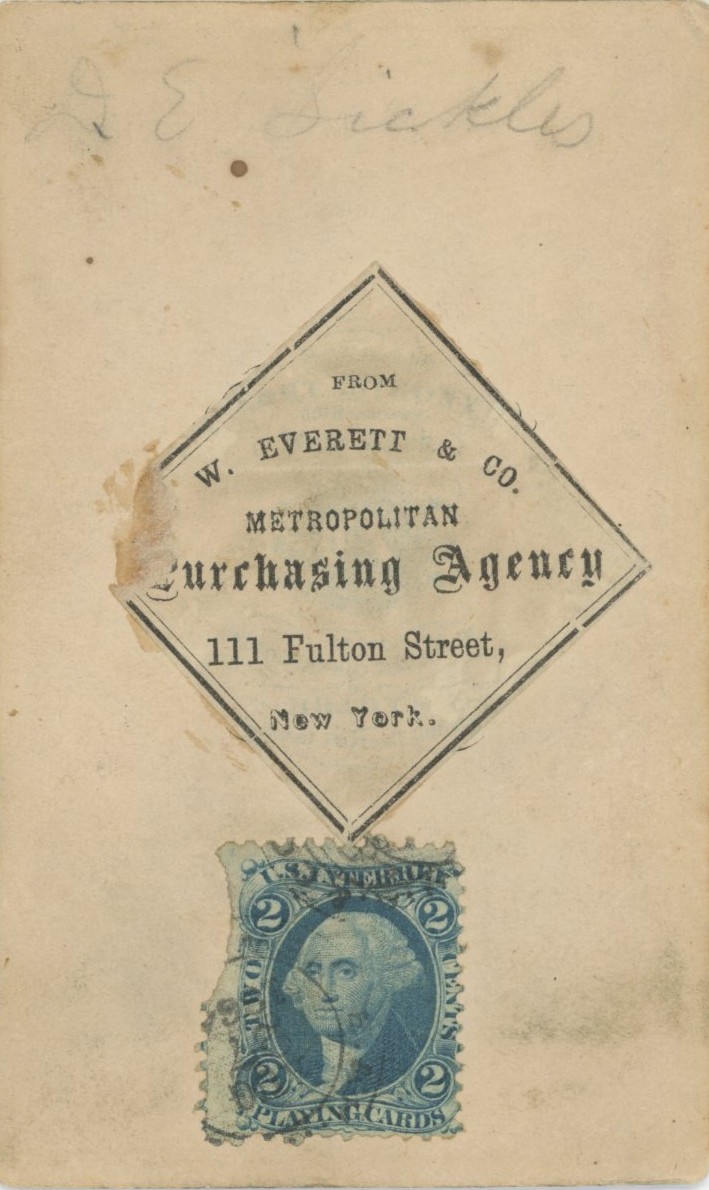 D E Sickles
FROM
W. EVERETT & CO.
METROPOLITAN
Purchasing Agency
111 Fulton Street,
New York.
U.S. INTER. REV.
2 2
TWO CENTS
2 2
PLAYING CARDS